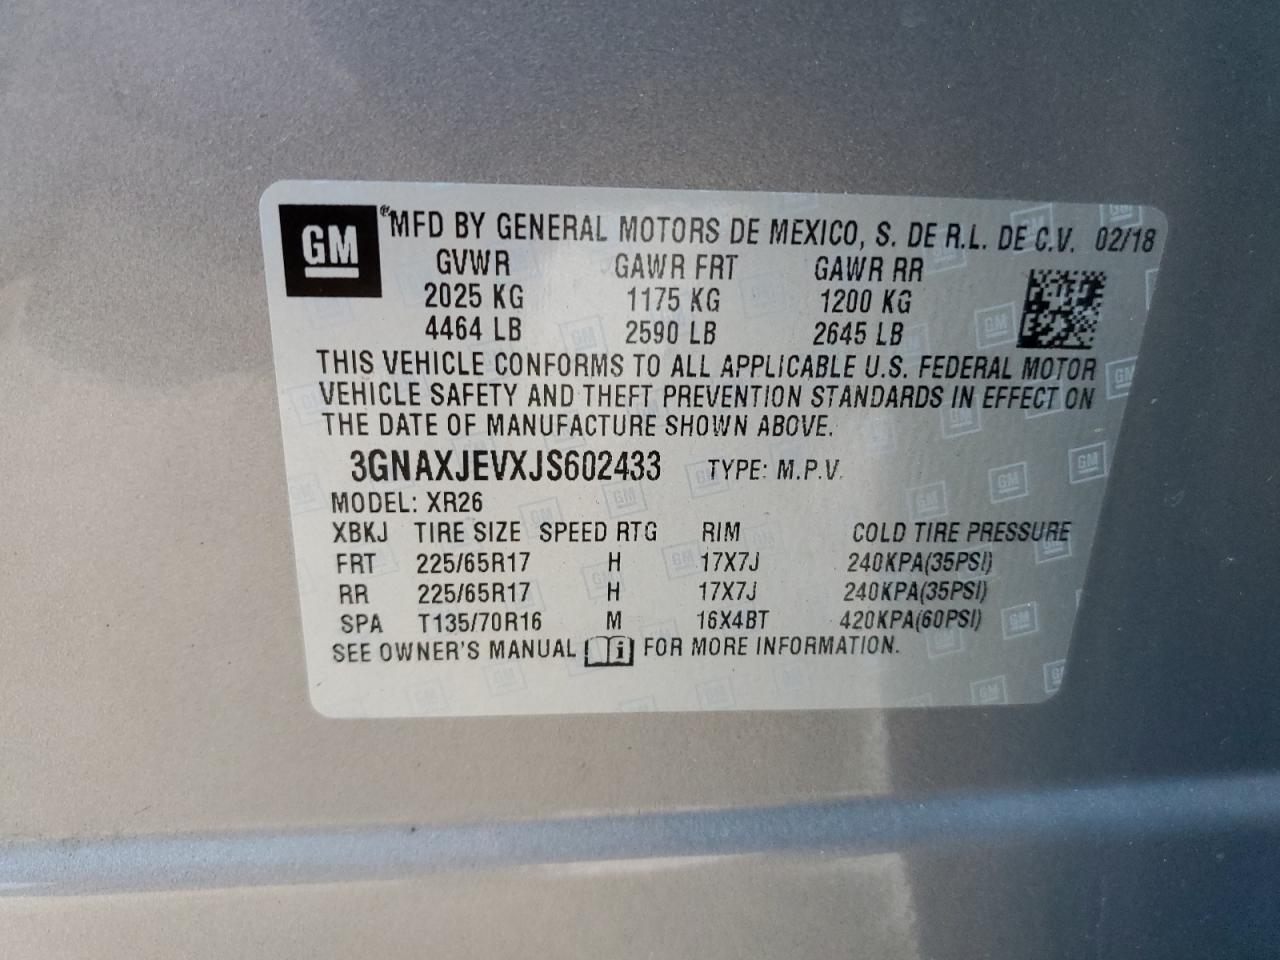 GM ® MFD BY GENERAL MOTORS DE MEXICO, S. DE R.L. DE C.V. 02/18
GVWR GAWR FRT GAWR RR
2025 KG 1175 KG 1200 KG
4464 LB 2590 LB 2645 LB
THIS VEHICLE CONFORMS TO ALL APPLICABLE U.S. FEDERAL MOTOR
VEHICLE SAFETY AND THEFT PREVENTION STANDARDS IN EFFECT ON
THE DATE OF MANUFACTURE SHOWN ABOVE.
3GNAXJEVXJS602433 TYPE: M.P.V.
MODEL: XR26
XBKJ TIRE SIZE SPEED RTG RIM COLD TIRE PRESSURE
FRT 225/65R17 H 17X7J 240KPA(35PSI)
RR 225/65R17 H 17X7J 240KPA(35PSI)
SPA T135/70R16 M 16X4BT 420KPA(60PSI)
SEE OWNER'S MANUAL i FOR MORE INFORMATION.